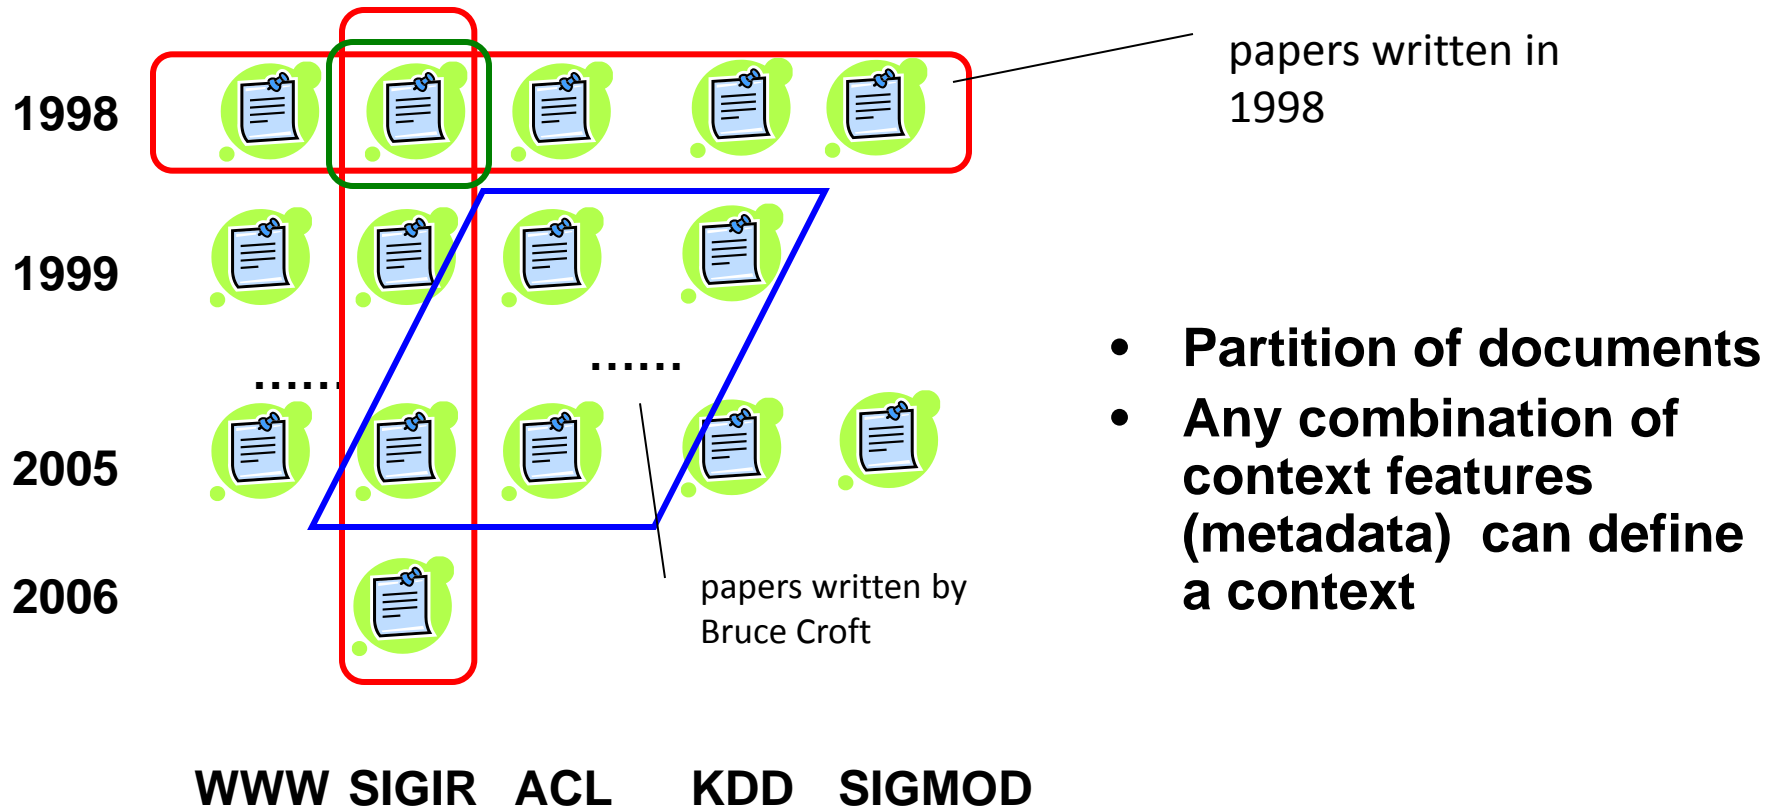 papers written in
1998
1998
1999
......
......
• Partition of documents
• Any combination of
context features
(metadata)  can define
a context
2005
2006
papers written by
Bruce Croft
WWW SIGIR ACL KDD SIGMOD